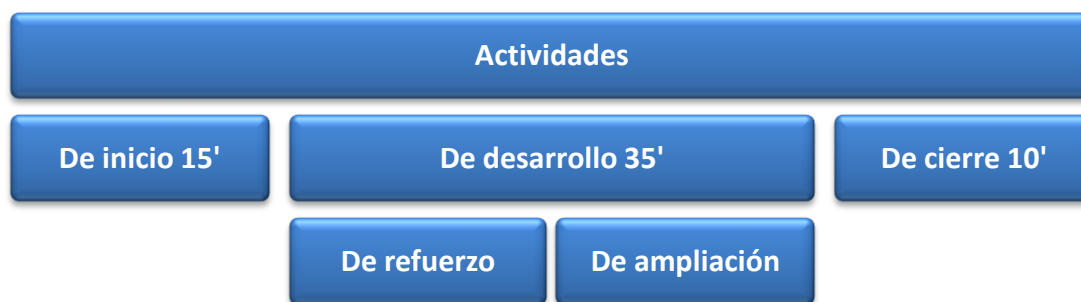 Actividades
De inicio 15'
De desarrollo 35'
De cierre 10'
De refuerzo
De ampliación